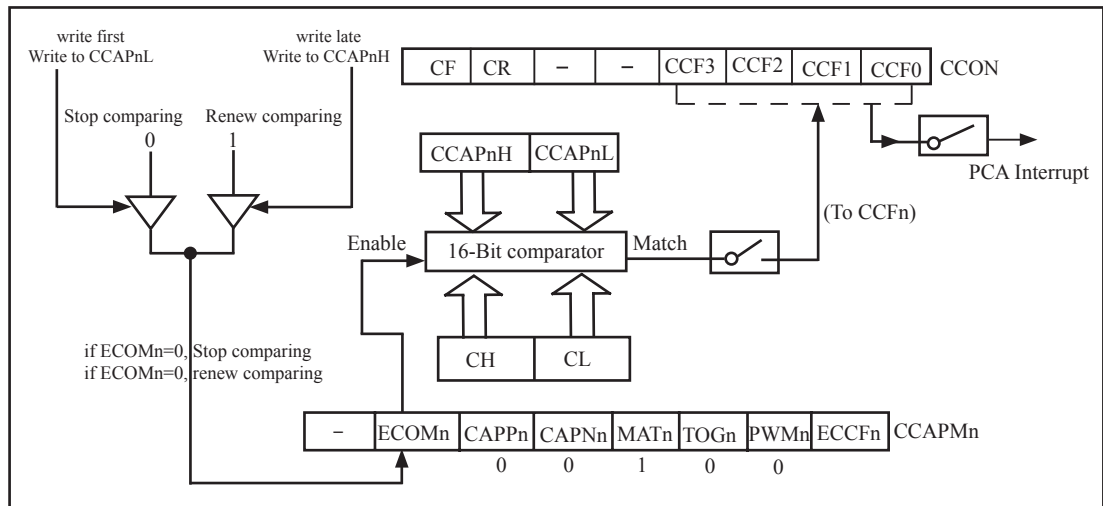 write first
Write to CCAPnL
write late
Write to CCAPnH
CF CR – – CCF3 CCF2 CCF1 CCF0 CCON
Stop comparing
0
Renew comparing
1
CCAPnH CCAPnL
PCA Interrupt
(To CCFn)
Enable
16-Bit comparator
Match
CH CL
if ECOMn=0, Stop comparing
if ECOMn=0, renew comparing
– ECOMn CAPPn CAPNn MATn TOGn PWMn ECCFn CCAPMn
0 0 1 0 0